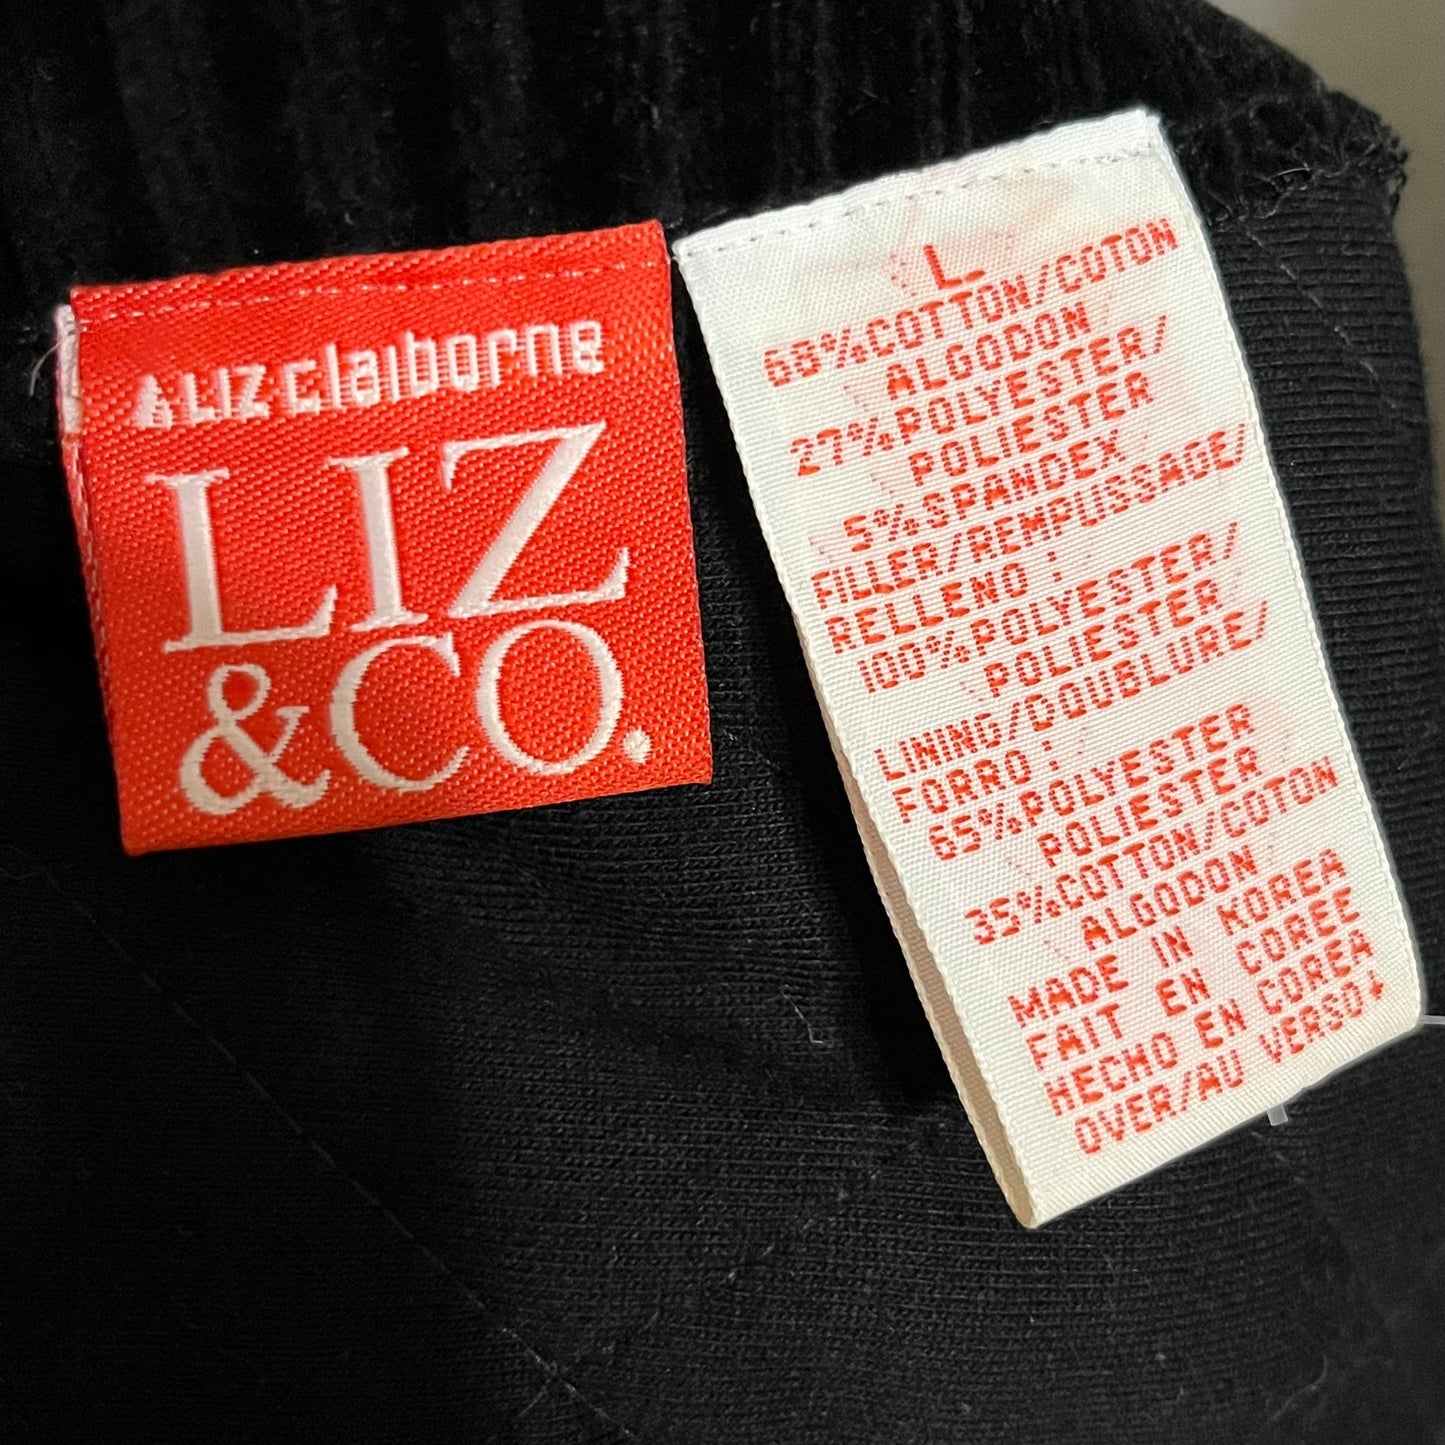 LIZ claiborne
LIZ
&CO.
L
68%COTTON/COTON
ALGODON
27%POLYESTER/
POLIESTER
5%SPANDEX
FILLER/REMPUSSAGE/
RELLENO :
100%POLYESTER/
POLIESTER
LINING/DOUBLURE/
FORRO :
65%POLYESTER
POLIESTER
35%COTTON/COTON
ALGODON
MADE IN KOREA
FAIT EN COREE
HECHO EN COREA
OVER/AU VERSO↓